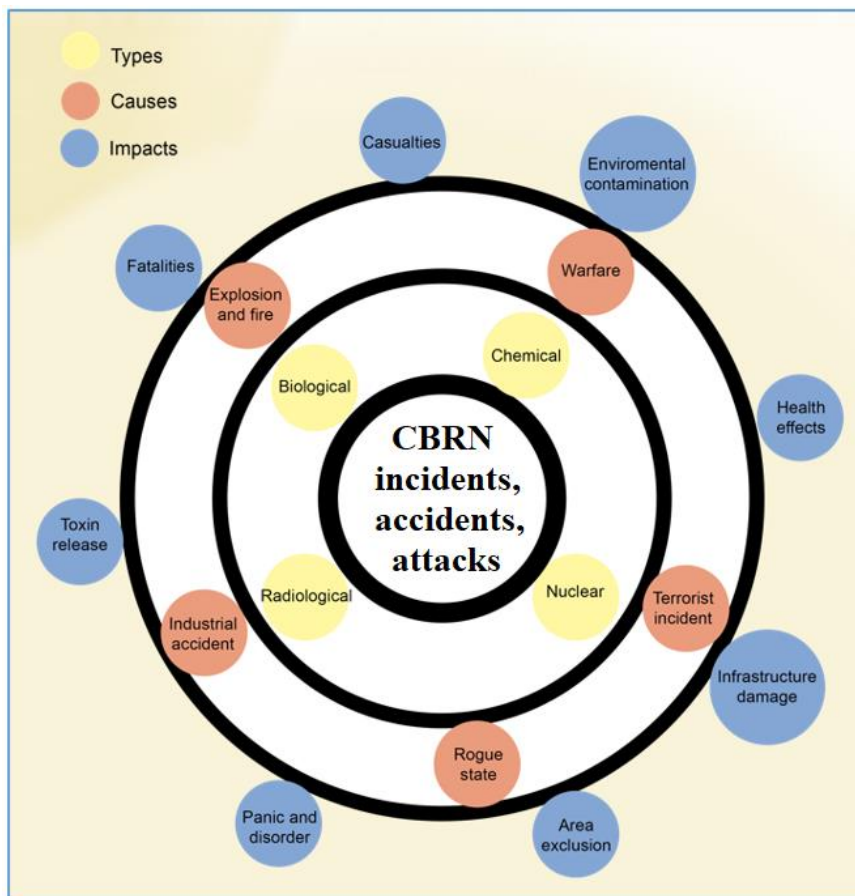 Types
Causes
Impacts
Casualties
Enviromental
contamination
Fatalities
Explosion
and fire
Warfare
Chemical
Biological
Health
effects
CBRN
incidents,
accidents,
attacks
Toxin
release
Radiological
Nuclear
Industrial
accident
Terrorist
incident
Infrastructure
damage
Rogue
state
Panic and
disorder
Area
exclusion